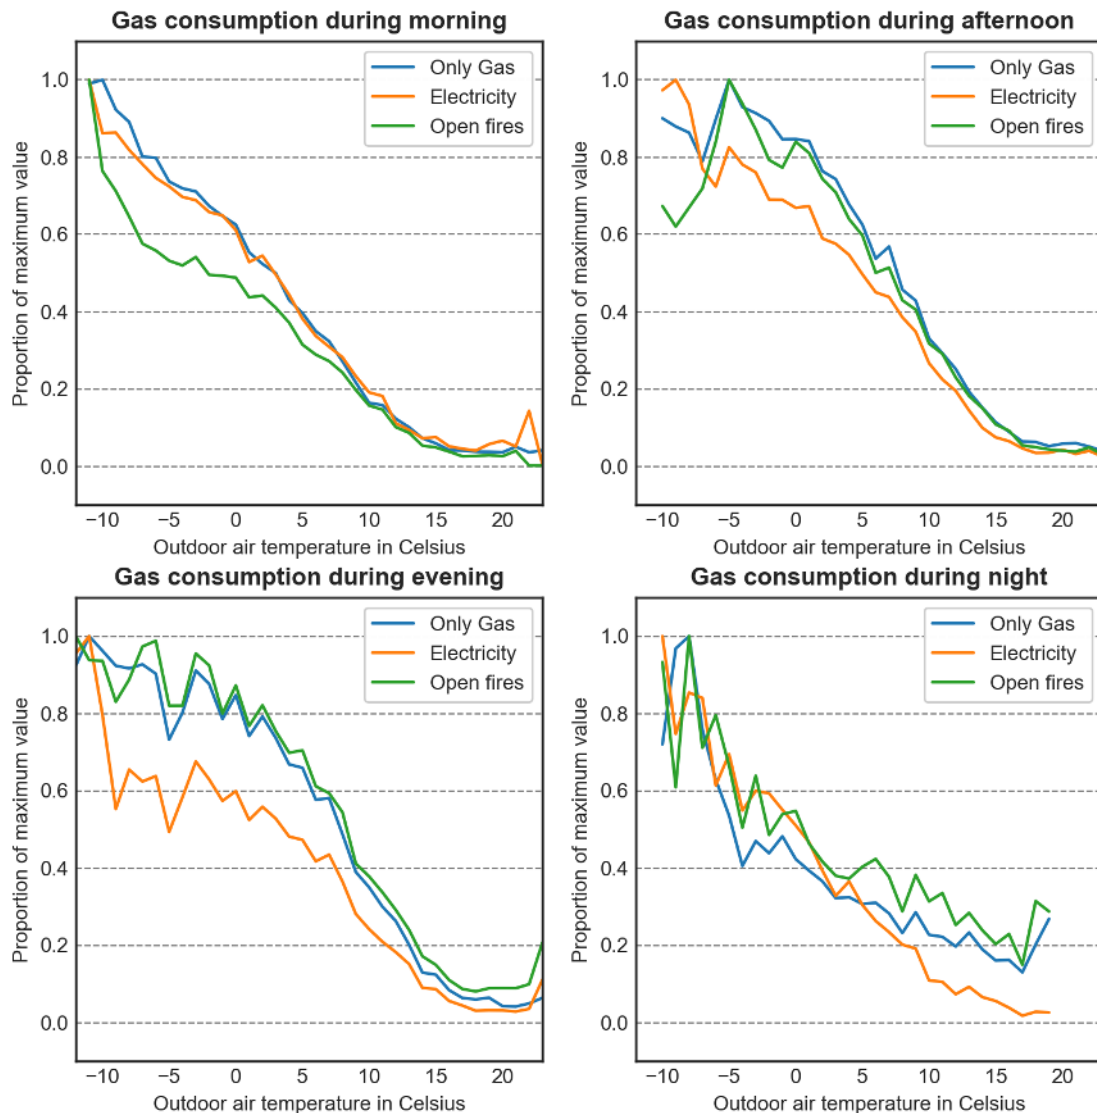 Gas consumption during morning
Only Gas
Electricity
Open fires
Proportion of maximum value
1.0
0.8
0.6
0.4
0.2
0.0
−10 −5 0 5 10 15 20
Outdoor air temperature in Celsius
Gas consumption during afternoon
Only Gas
Electricity
Open fires
Proportion of maximum value
1.0
0.8
0.6
0.4
0.2
0.0
−10 −5 0 5 10 15 20
Outdoor air temperature in Celsius
Gas consumption during evening
Only Gas
Electricity
Open fires
Proportion of maximum value
1.0
0.8
0.6
0.4
0.2
0.0
−10 −5 0 5 10 15 20
Outdoor air temperature in Celsius
Gas consumption during night
Only Gas
Electricity
Open fires
Proportion of maximum value
1.0
0.8
0.6
0.4
0.2
0.0
−10 −5 0 5 10 15 20
Outdoor air temperature in Celsius